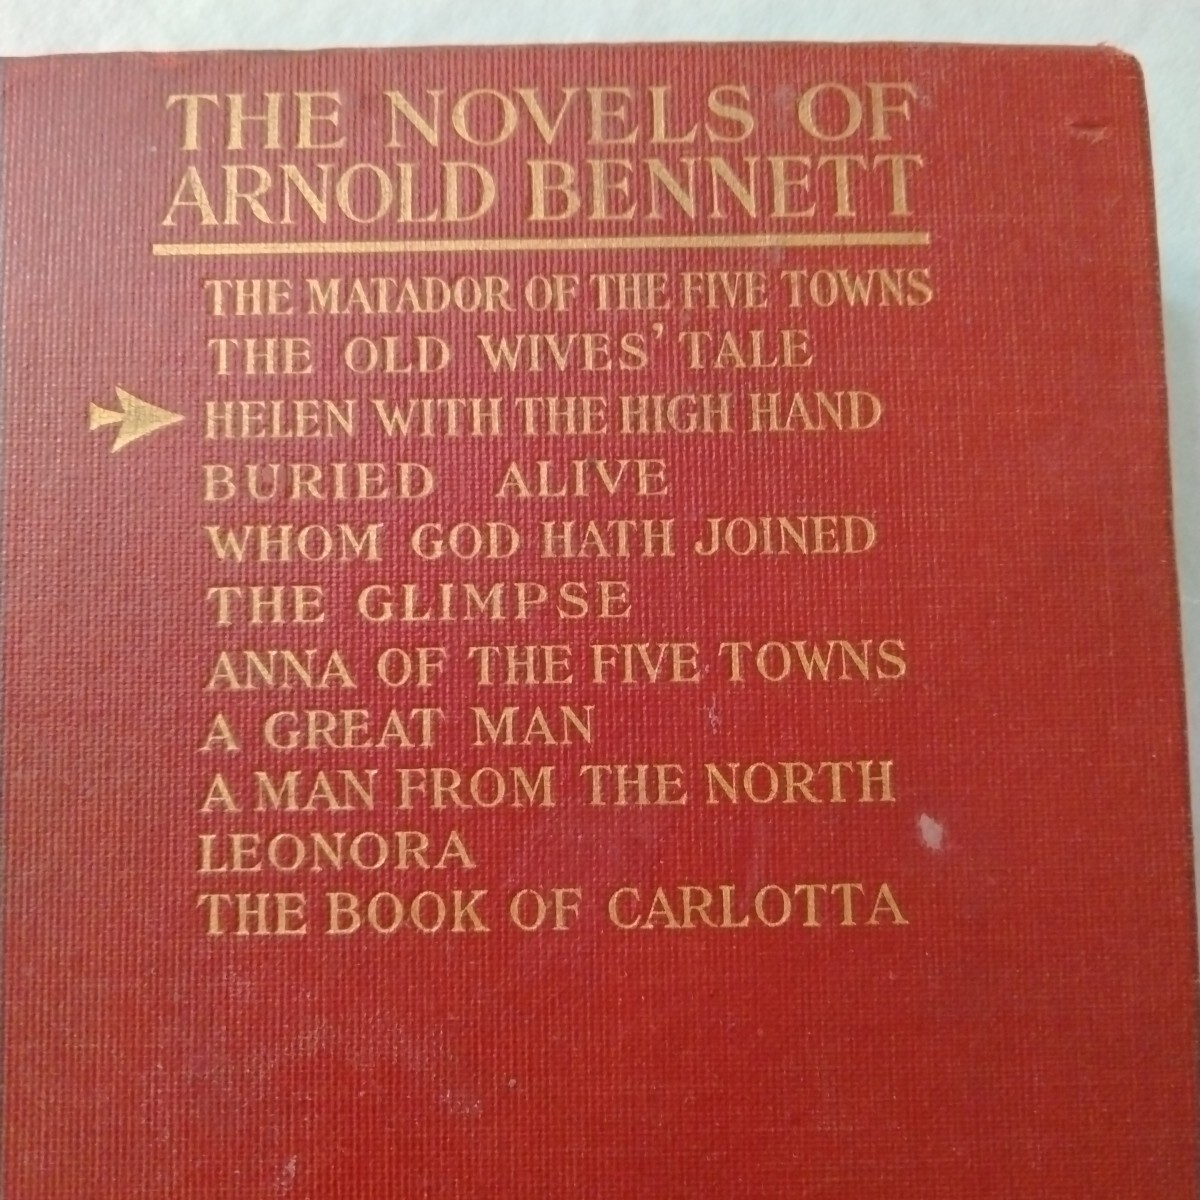 THE NOVELS OF
ARNOLD BENNETT
THE MATADOR OF THE FIVE TOWNS
THE OLD WIVES' TALE
HELEN WITH THE HIGH HAND
BURIED ALIVE
WHOM GOD HATH JOINED
THE GLIMPSE
ANNA OF THE FIVE TOWNS
A GREAT MAN
A MAN FROM THE NORTH
LEONORA
THE BOOK OF CARLOTTA